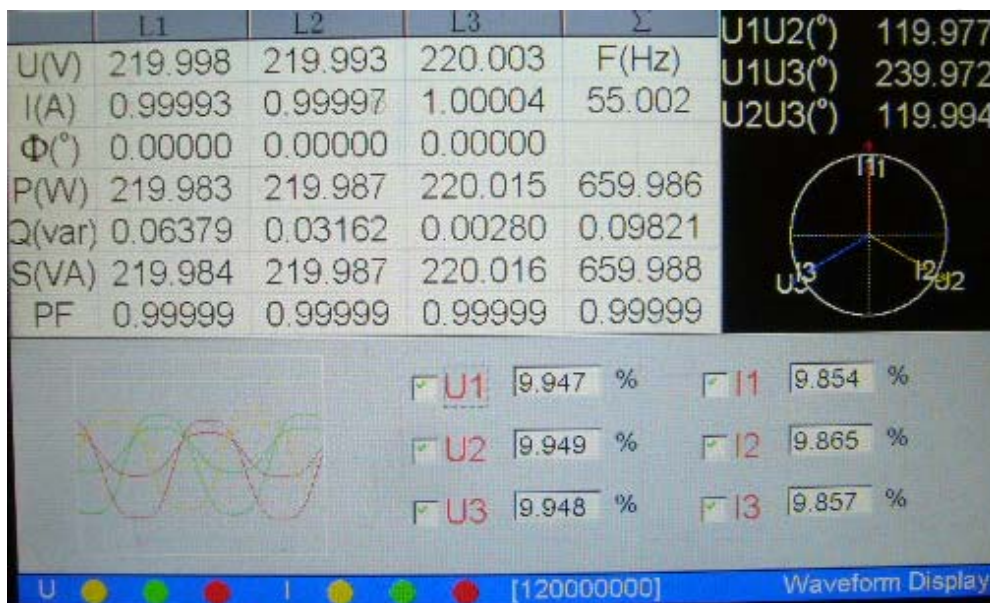 L1 L2 L3 Σ
U(V) 219.998 219.993 220.003 F(Hz)
I(A) 0.99993 0.99997 1.00004 55.002
Φ(°) 0.00000 0.00000 0.00000
P(W) 219.983 219.987 220.015 659.986
Q(var) 0.06379 0.03162 0.00280 0.09821
S(VA) 219.984 219.987 220.016 659.988
PF 0.99999 0.99999 0.99999 0.99999
U1U2(°) 119.977
U1U3(°) 239.972
U2U3(°) 119.994
I3
U3
I2
U2
U1 9.947 % I1 9.854 %
U2 9.949 % I2 9.865 %
U3 9.948 % I3 9.857 %
U I [120000000] Waveform Display